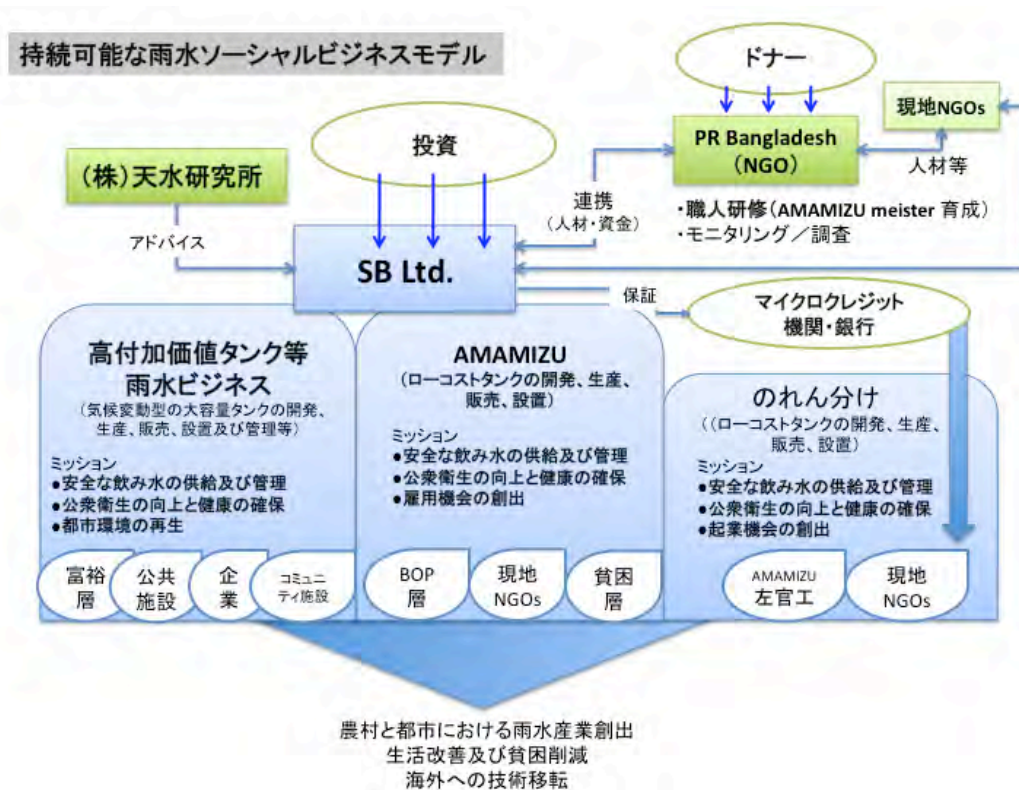 持続可能な雨水ソーシャルビジネスモデル
ドナー
現地NGOs
投資
PR Bangladesh
(NGO)
人材等
(株)天水研究所
連携
(人材・資金)
・職人研修(AMAMIZU meister 育成)
・モニタリング／調査
アドバイス
SB Ltd.
保証
マイクロクレジット
機関・銀行
高付加価値タンク等
雨水ビジネス
(気候変動型の大容量タンクの開発、
生産、販売、設置及び管理等)
ミッション
●安全な飲み水の供給及び管理
●公衆衛生の向上と健康の確保
●都市環境の再生
富裕
層
公共
施設
企
業
コミュニ
ティ施設
AMAMIZU
(ローコストタンクの開発、生産、
販売、設置)
ミッション
●安全な飲み水の供給及び管理
●公衆衛生の向上と健康の確保
●雇用機会の創出
BOP
層
現地
NGOs
貧困
層
のれん分け
((ローコストタンクの開発、生産、
販売、設置)
ミッション
●安全な飲み水の供給及び管理
●公衆衛生の向上と健康の確保
●起業機会の創出
AMAMIZU
左官工
現地
NGOs
農村と都市における雨水産業創出
生活改善及び貧困削減
海外への技術移転